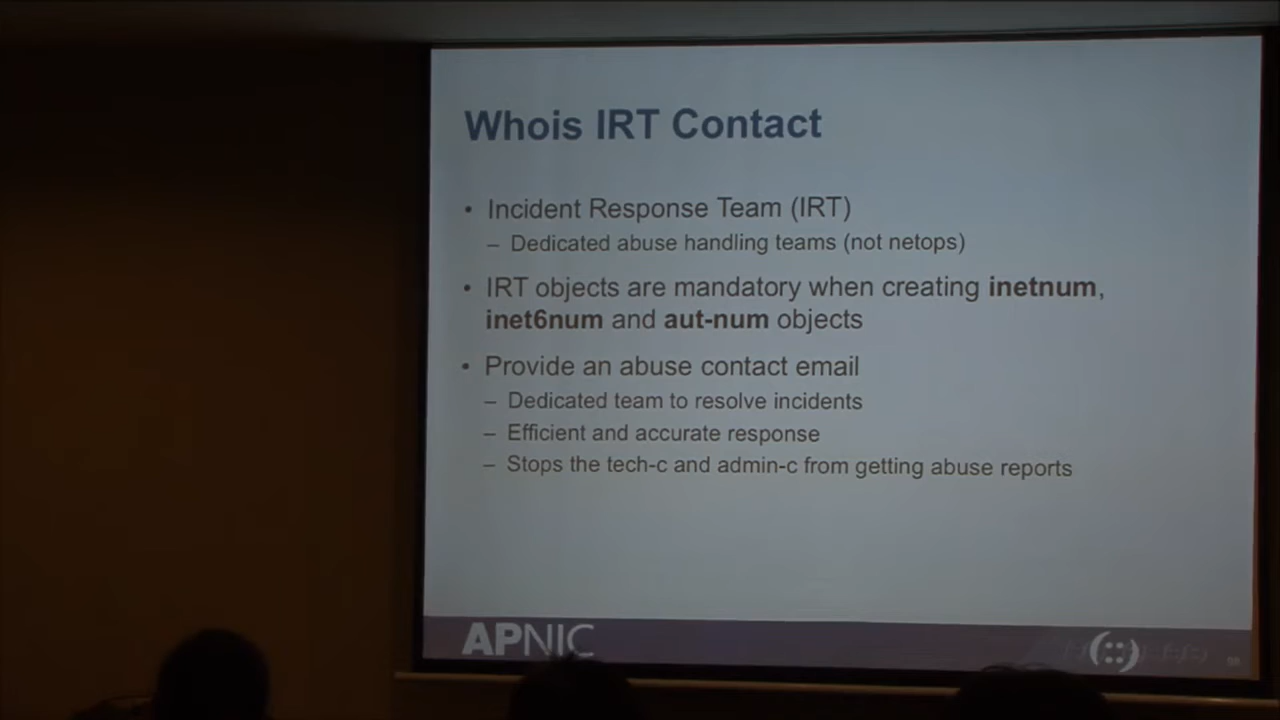 Whois IRT Contact
• Incident Response Team (IRT)
– Dedicated abuse handling teams (not netops)
• IRT objects are mandatory when creating inetnum,
inet6num and aut-num objects
• Provide an abuse contact email
– Dedicated team to resolve incidents
– Efficient and accurate response
– Stops the tech-c and admin-c from getting abuse reports
APNIC
(::)